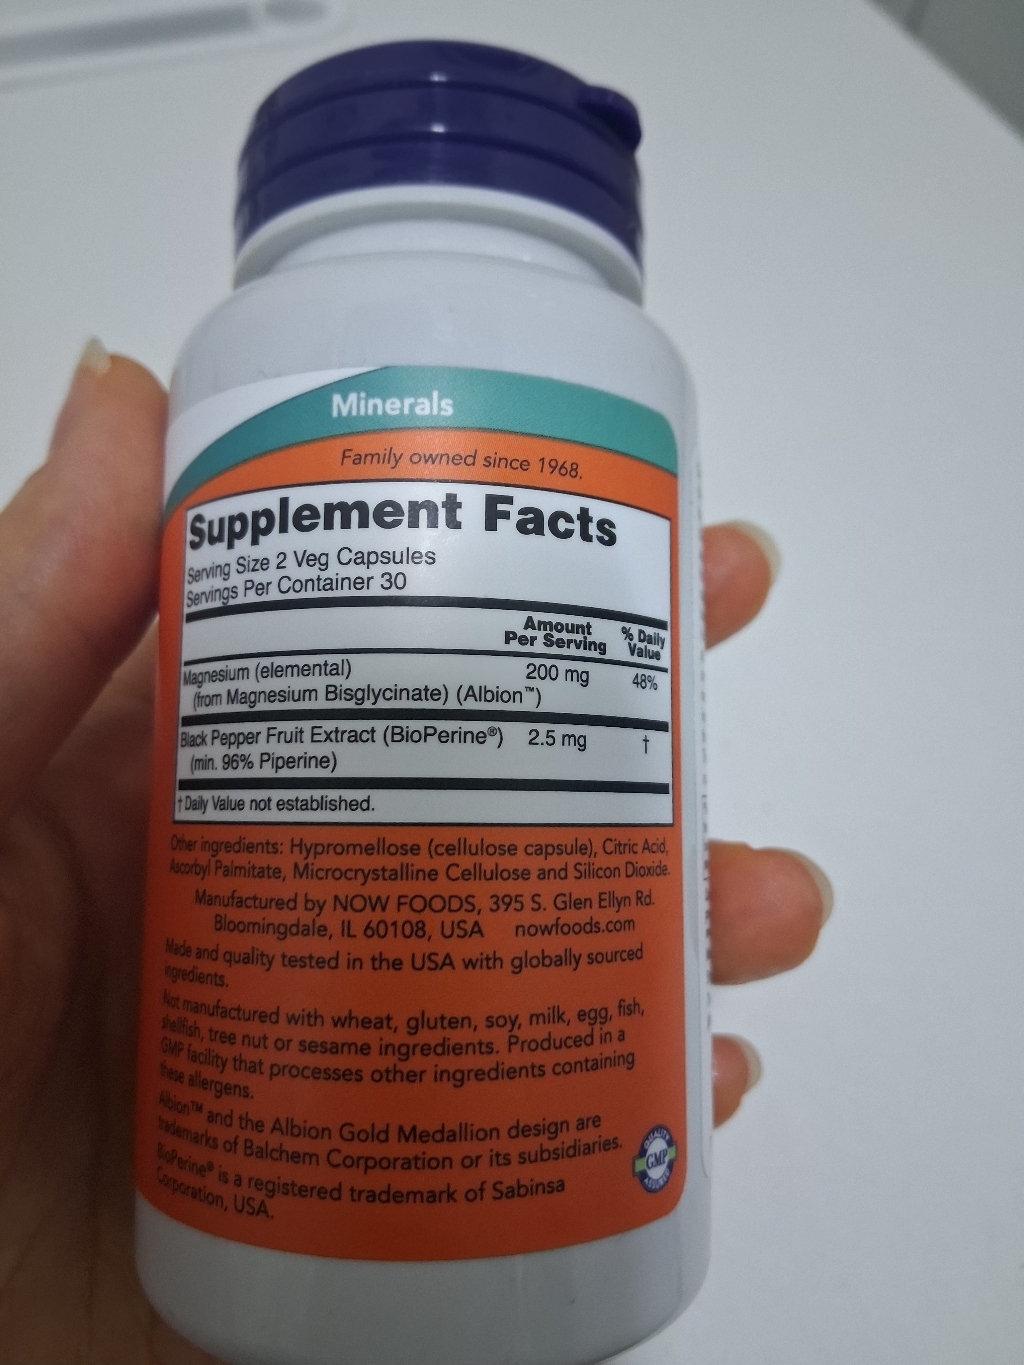 Minerals
Family owned since 1968.
Supplement Facts
Serving Size 2 Veg Capsules
Servings Per Container 30
Amount Per Serving
% Daily Value
Magnesium (elemental) 200 mg 48%
(from Magnesium Bisglycinate) (Albion™)
Black Pepper Fruit Extract (BioPerine®) 2.5 mg †
(min. 96% Piperine)
† Daily Value not established.
Other ingredients: Hypromellose (cellulose capsule), Citric Acid,
Ascorbyl Palmitate, Microcrystalline Cellulose and Silicon Dioxide.
Manufactured by NOW FOODS, 395 S. Glen Ellyn Rd.
Bloomingdale, IL 60108, USA nowfoods.com
Made and quality tested in the USA with globally sourced
ingredients.
Not manufactured with wheat, gluten, soy, milk, egg, fish,
shellfish, tree nut or sesame ingredients. Produced in a
GMP facility that processes other ingredients containing
these allergens.
Albion™ and the Albion Gold Medallion design are
trademarks of Balchem Corporation or its subsidiaries.
BioPerine® is a registered trademark of Sabinsa
Corporation, USA.
QUALITY
GMP
ASSURED